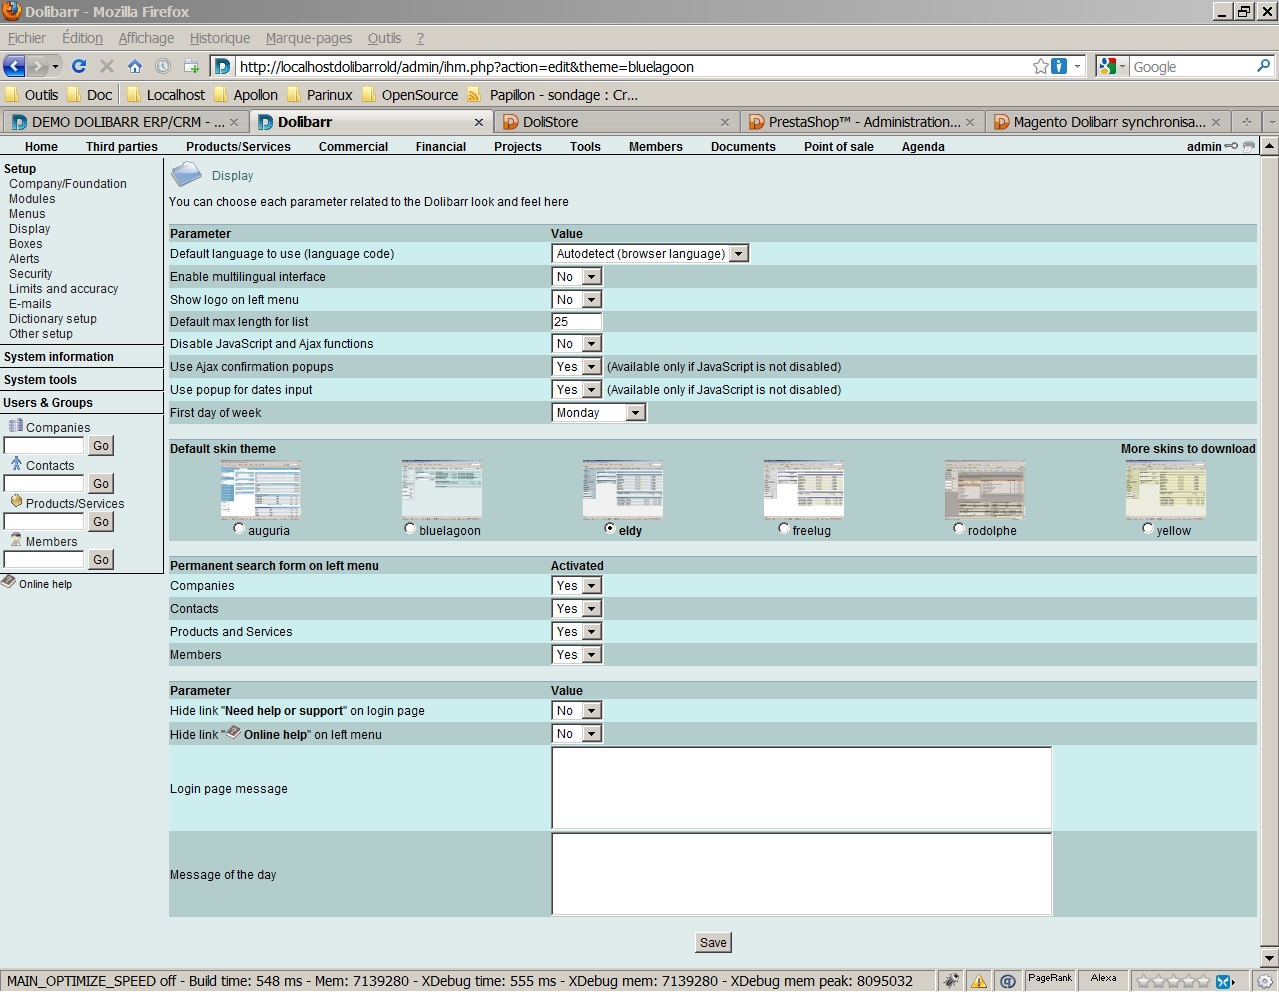 Dolibarr - Mozilla Firefox
Fichier Édition Affichage Historique Marque-pages Outils ?
http://localhostdolibarrold/admin/ihm.php?action=edit&theme=bluelagoon
Google
Outils Doc Localhost Apollon Parinux OpenSource Papillon - sondage : Cr...
DEMO DOLIBARR ERP/CRM - ... Dolibarr DoliStore PrestaShop™ - Administration... Magento Dolibarr synchronisa...
Home Third parties Products/Services Commercial Financial Projects Tools Members Documents Point of sale Agenda admin
Setup
Company/Foundation
Modules
Menus
Display
Boxes
Alerts
Security
Limits and accuracy
E-mails
Dictionary setup
Other setup
System information
System tools
Users & Groups
Companies
Go
Contacts
Go
Products/Services
Go
Members
Go
Online help
Display
You can choose each parameter related to the Dolibarr look and feel here
Parameter Value
Default language to use (language code) Autodetect (browser language)
Enable multilingual interface No
Show logo on left menu No
Default max length for list 25
Disable JavaScript and Ajax functions No
Use Ajax confirmation popups Yes (Available only if JavaScript is not disabled)
Use popup for dates input Yes (Available only if JavaScript is not disabled)
First day of week Monday
Default skin theme More skins to download
auguria bluelagoon eldy freelug rodolphe yellow
Permanent search form on left menu Activated
Companies Yes
Contacts Yes
Products and Services Yes
Members Yes
Parameter Value
Hide link "Need help or support" on login page No
Hide link " Online help" on left menu No
Login page message
Message of the day
Save
MAIN_OPTIMIZE_SPEED off - Build time: 548 ms - Mem: 7139280 - XDebug time: 555 ms - XDebug mem: 7139280 - XDebug mem peak: 8095032 PageRank Alexa